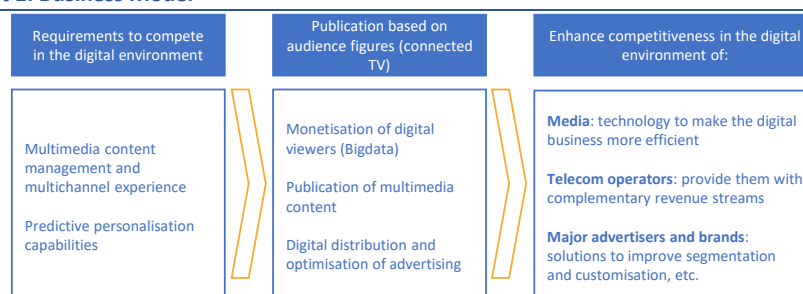 Requirements to compete
in the digital environment
Publication based on
audience figures (connected
TV)
Enhance competitiveness in the digital
environment of:
Multimedia content
management and
multichannel experience
Predictive personalisation
capabilities
Monetisation of digital
viewers (Bigdata)
Publication of multimedia
content
Digital distribution and
optimisation of advertising
Media: technology to make the digital
business more efficient
Telecom operators: provide them with
complementary revenue streams
Major advertisers and brands:
solutions to improve segmentation
and customisation, etc.